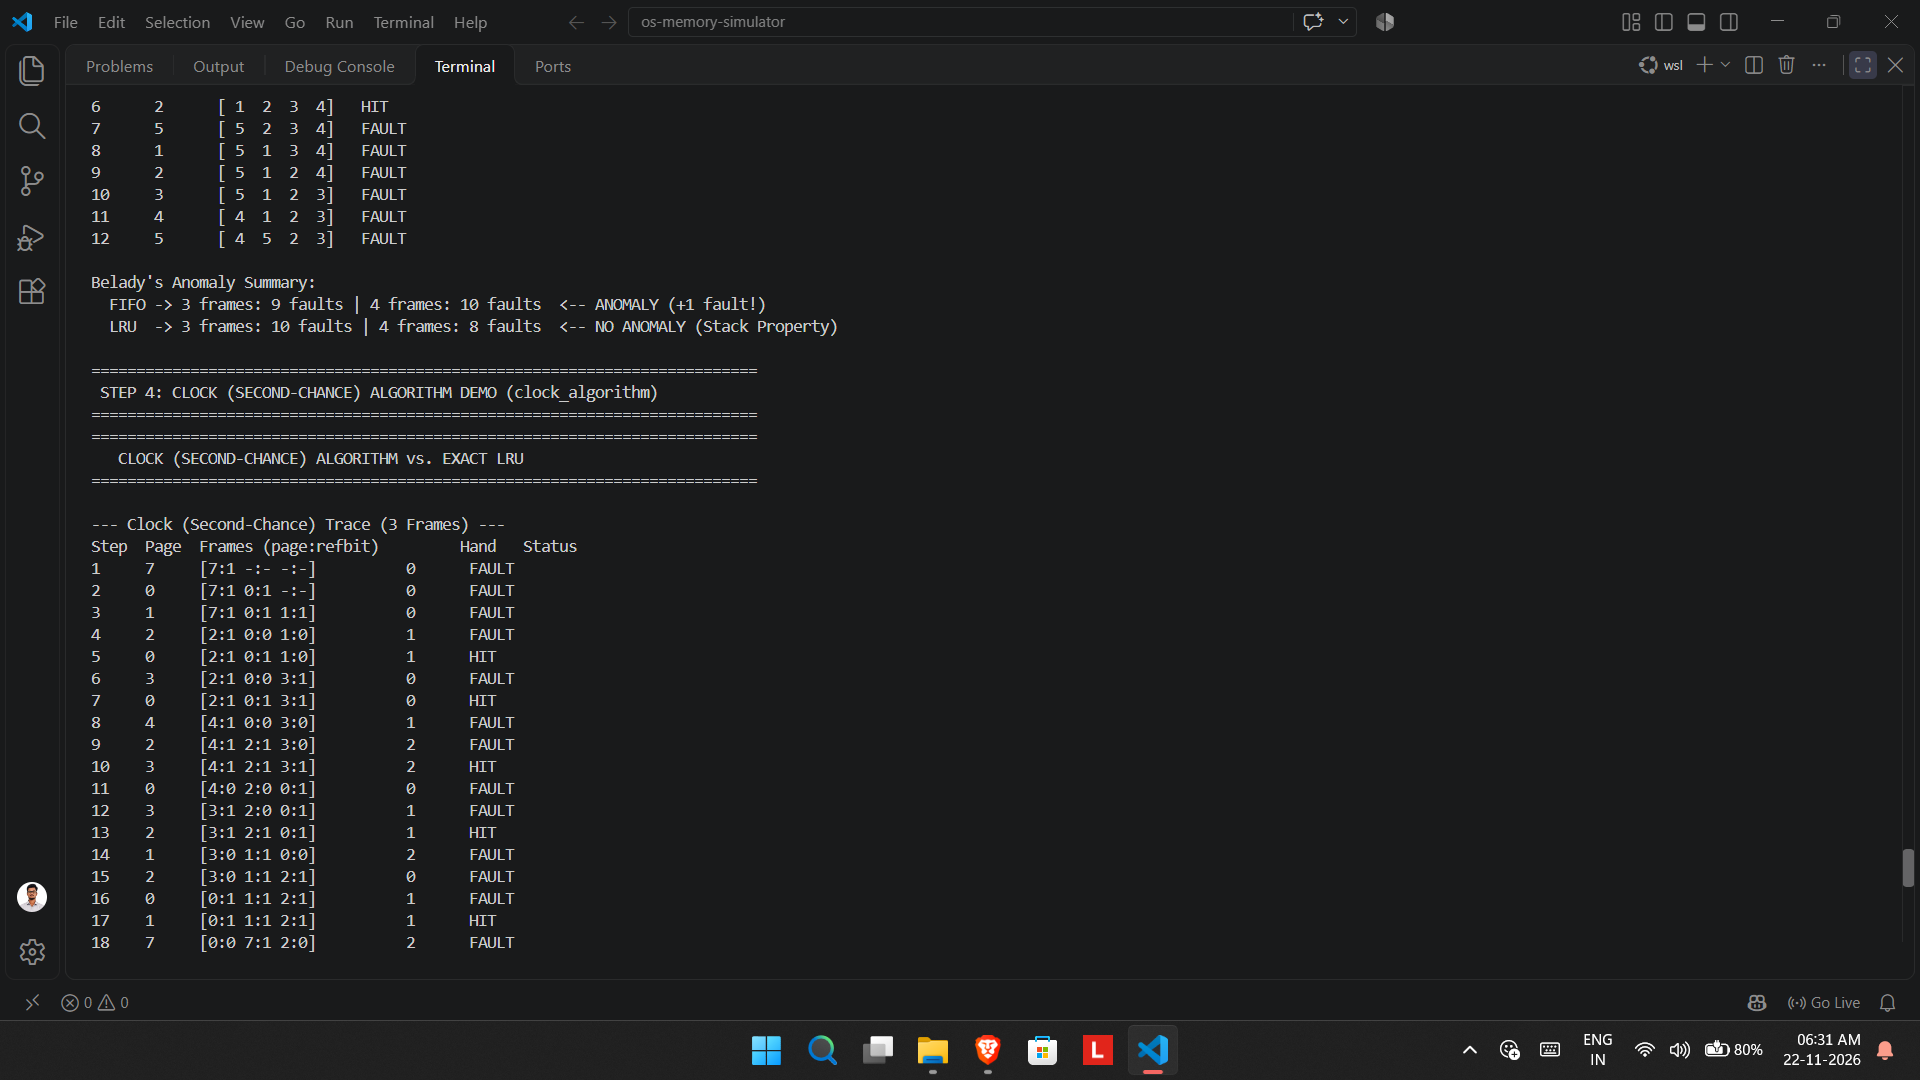 File Edit Selection View Go Run Terminal Help
os-memory-simulator
Problems Output Debug Console Terminal Ports
wsl
6      2      [ 1  2  3  4]   HIT
7      5      [ 5  2  3  4]   FAULT
8      1      [ 5  1  3  4]   FAULT
9      2      [ 5  1  2  4]   FAULT
10     3      [ 5  1  2  3]   FAULT
11     4      [ 4  1  2  3]   FAULT
12     5      [ 4  5  2  3]   FAULT
Belady's Anomaly Summary:
FIFO -> 3 frames: 9 faults | 4 frames: 10 faults  <-- ANOMALY (+1 fault!)
LRU  -> 3 frames: 10 faults | 4 frames: 8 faults  <-- NO ANOMALY (Stack Property)
==========================================================================
STEP 4: CLOCK (SECOND-CHANCE) ALGORITHM DEMO (clock_algorithm)
==========================================================================
==========================================================================
CLOCK (SECOND-CHANCE) ALGORITHM vs. EXACT LRU
==========================================================================
--- Clock (Second-Chance) Trace (3 Frames) ---
Step  Page  Frames (page:refbit)         Hand   Status
1     7     [7:1 -:- -:-]          0      FAULT
2     0     [7:1 0:1 -:-]          0      FAULT
3     1     [7:1 0:1 1:1]          0      FAULT
4     2     [2:1 0:0 1:0]          1      FAULT
5     0     [2:1 0:1 1:0]          1      HIT
6     3     [2:1 0:0 3:1]          0      FAULT
7     0     [2:1 0:1 3:1]          0      HIT
8     4     [4:1 0:0 3:0]          1      FAULT
9     2     [4:1 2:1 3:0]          2      FAULT
10    3     [4:1 2:1 3:1]          2      HIT
11    0     [4:0 2:0 0:1]          0      FAULT
12    3     [3:1 2:0 0:1]          1      FAULT
13    2     [3:1 2:1 0:1]          1      HIT
14    1     [3:0 1:1 0:0]          2      FAULT
15    2     [3:0 1:1 2:1]          0      FAULT
16    0     [0:1 1:1 2:1]          1      FAULT
17    1     [0:1 1:1 2:1]          1      HIT
18    7     [0:0 7:1 2:0]          2      FAULT
0 0
Go Live
L
ENG
IN
80%
06:31 AM
22-11-2026